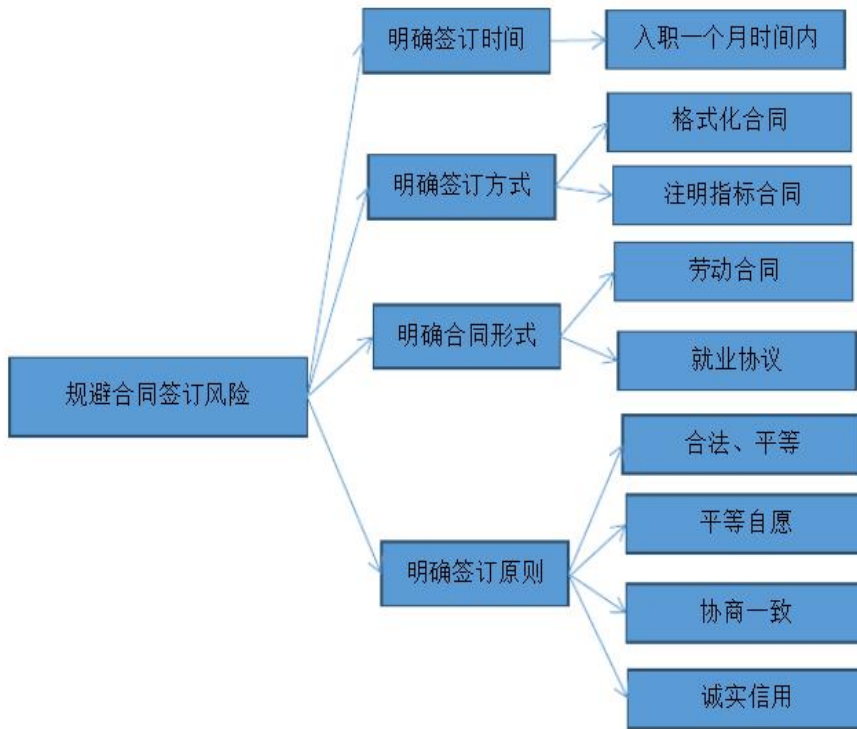 明确签订时间
入职一个月时间内
格式化合同
明确签订方式
注明指标合同
劳动合同
明确合同形式
就业协议
规避合同签订风险
合法、平等
平等自愿
明确签订原则
协商一致
诚实信用